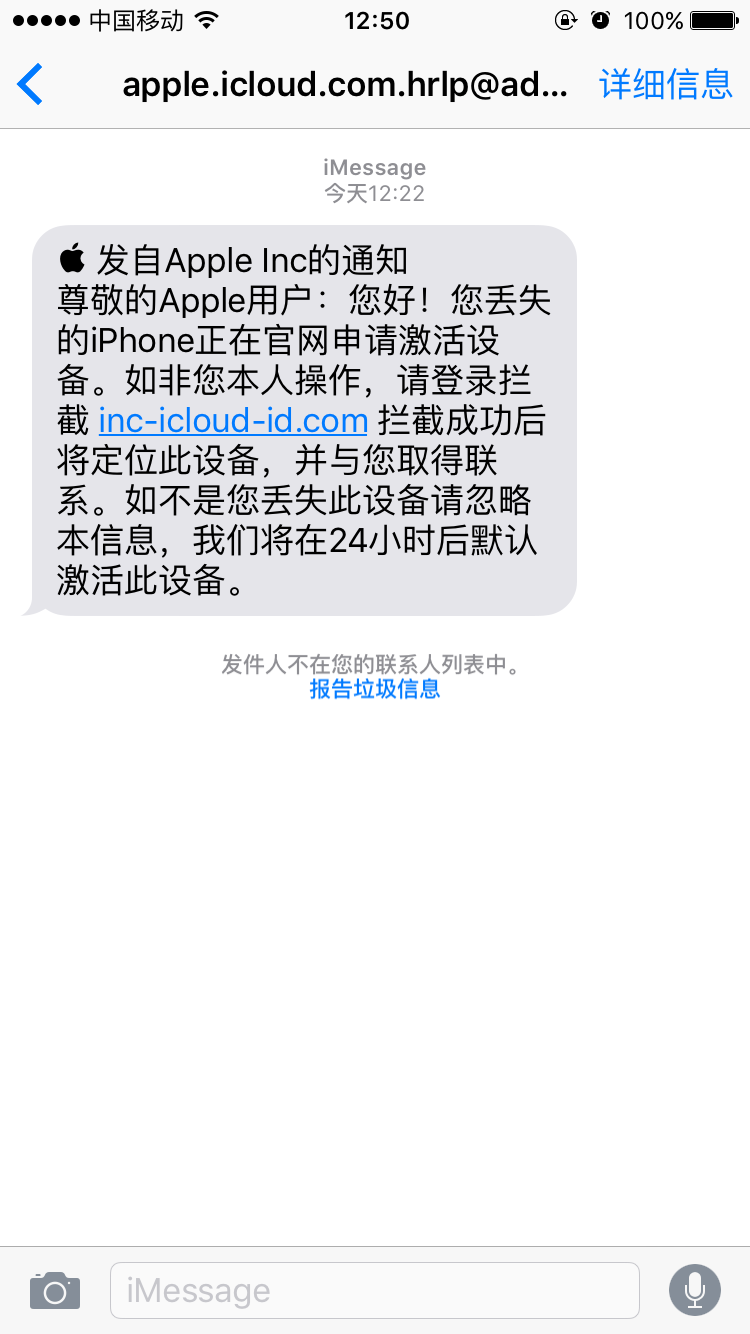 中国移动 12:50 100%
apple.icloud.com.hrlp@ad... 详细信息
iMessage
今天12:22
发自Apple Inc的通知
尊敬的Apple用户：您好！您丢失
的iPhone正在官网申请激活设
备。如非您本人操作，请登录拦
截 inc-icloud-id.com 拦截成功后
将定位此设备，并与您取得联
系。如不是您丢失此设备请忽略
本信息，我们将在24小时后默认
激活此设备。
发件人不在您的联系人列表中。
报告垃圾信息
iMessage